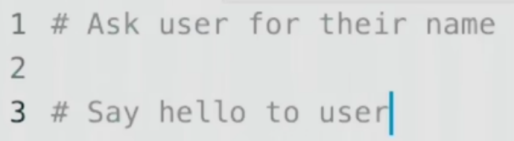 1 # Ask user for their name
2
3 # Say hello to user